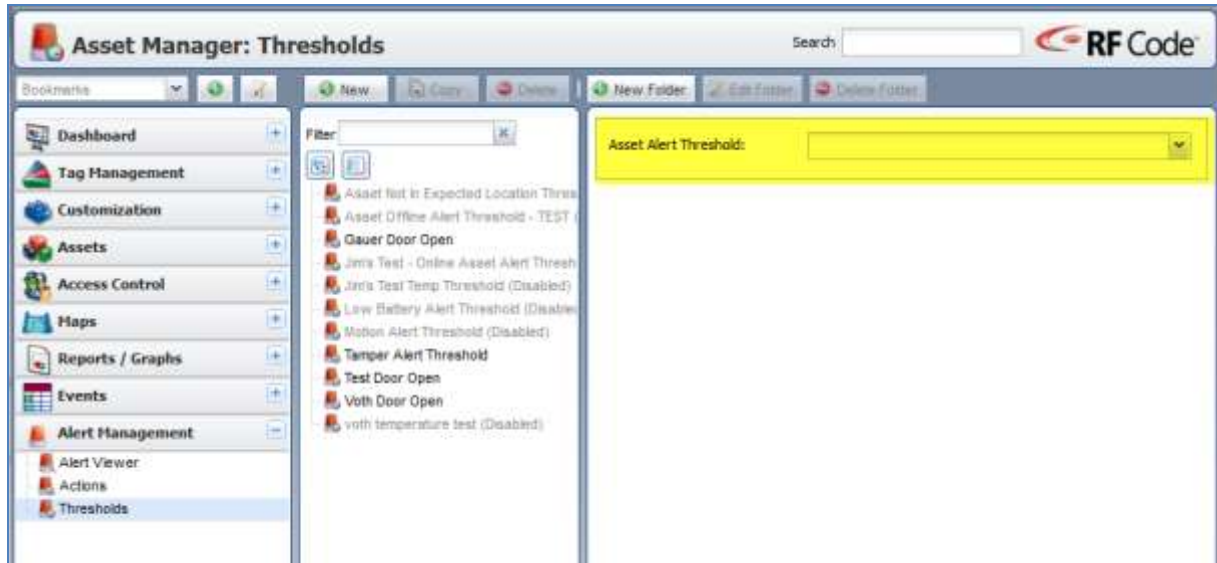 Asset Manager: Thresholds
Search
RF Code
Bookmarks
New
Copy
Delete
New Folder
Edit Folder
Delete Folder
Dashboard
Tag Management
Customization
Assets
Access Control
Maps
Reports / Graphs
Events
Alert Management
Alert Viewer
Actions
Thresholds
Filter
Asset Not In Expected Location Thres
Asset Offline Alert Threshold - TEST (
Gauer Door Open
Jim's Test - Online Asset Alert Thresh
Jim's Test Temp Threshold (Disabled)
Low Battery Alert Threshold (Disable
Motion Alert Threshold (Disabled)
Tamper Alert Threshold
Test Door Open
Voth Door Open
voth temperature test (Disabled)
Asset Alert Threshold: